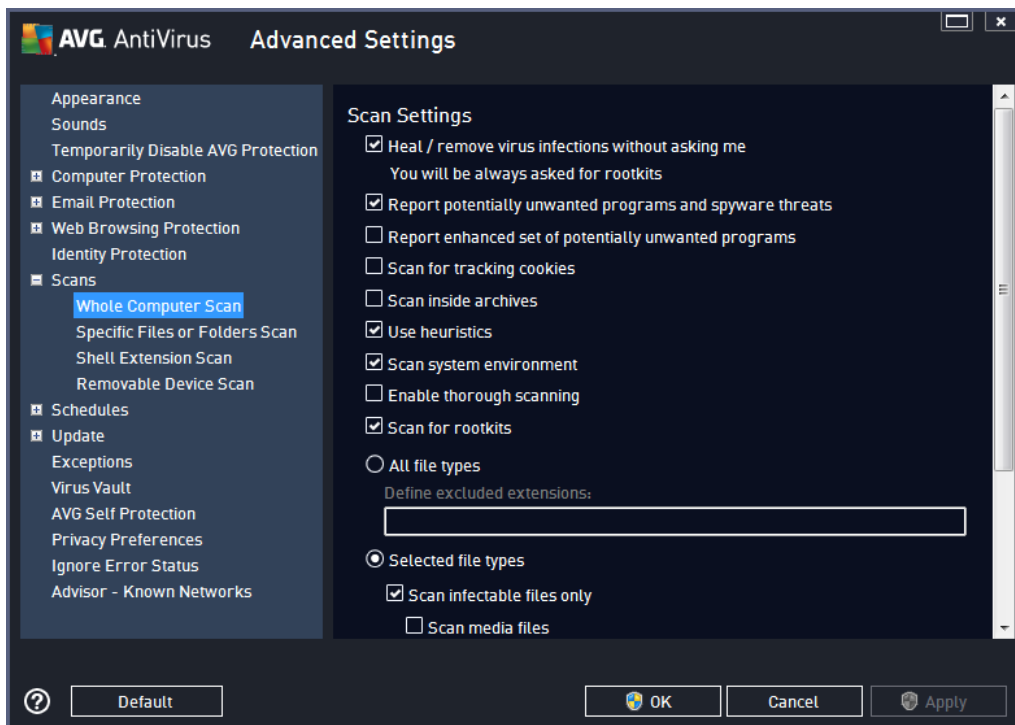 AVG AntiVirus Advanced Settings
Appearance
Sounds
Temporarily Disable AVG Protection
Computer Protection
Email Protection
Web Browsing Protection
Identity Protection
Scans
Whole Computer Scan
Specific Files or Folders Scan
Shell Extension Scan
Removable Device Scan
Schedules
Update
Exceptions
Virus Vault
AVG Self Protection
Privacy Preferences
Ignore Error Status
Advisor - Known Networks
Scan Settings
Heal / remove virus infections without asking me
You will be always asked for rootkits
Report potentially unwanted programs and spyware threats
Report enhanced set of potentially unwanted programs
Scan for tracking cookies
Scan inside archives
Use heuristics
Scan system environment
Enable thorough scanning
Scan for rootkits
All file types
Define excluded extensions:
Selected file types
Scan infectable files only
Scan media files
? Default OK Cancel Apply